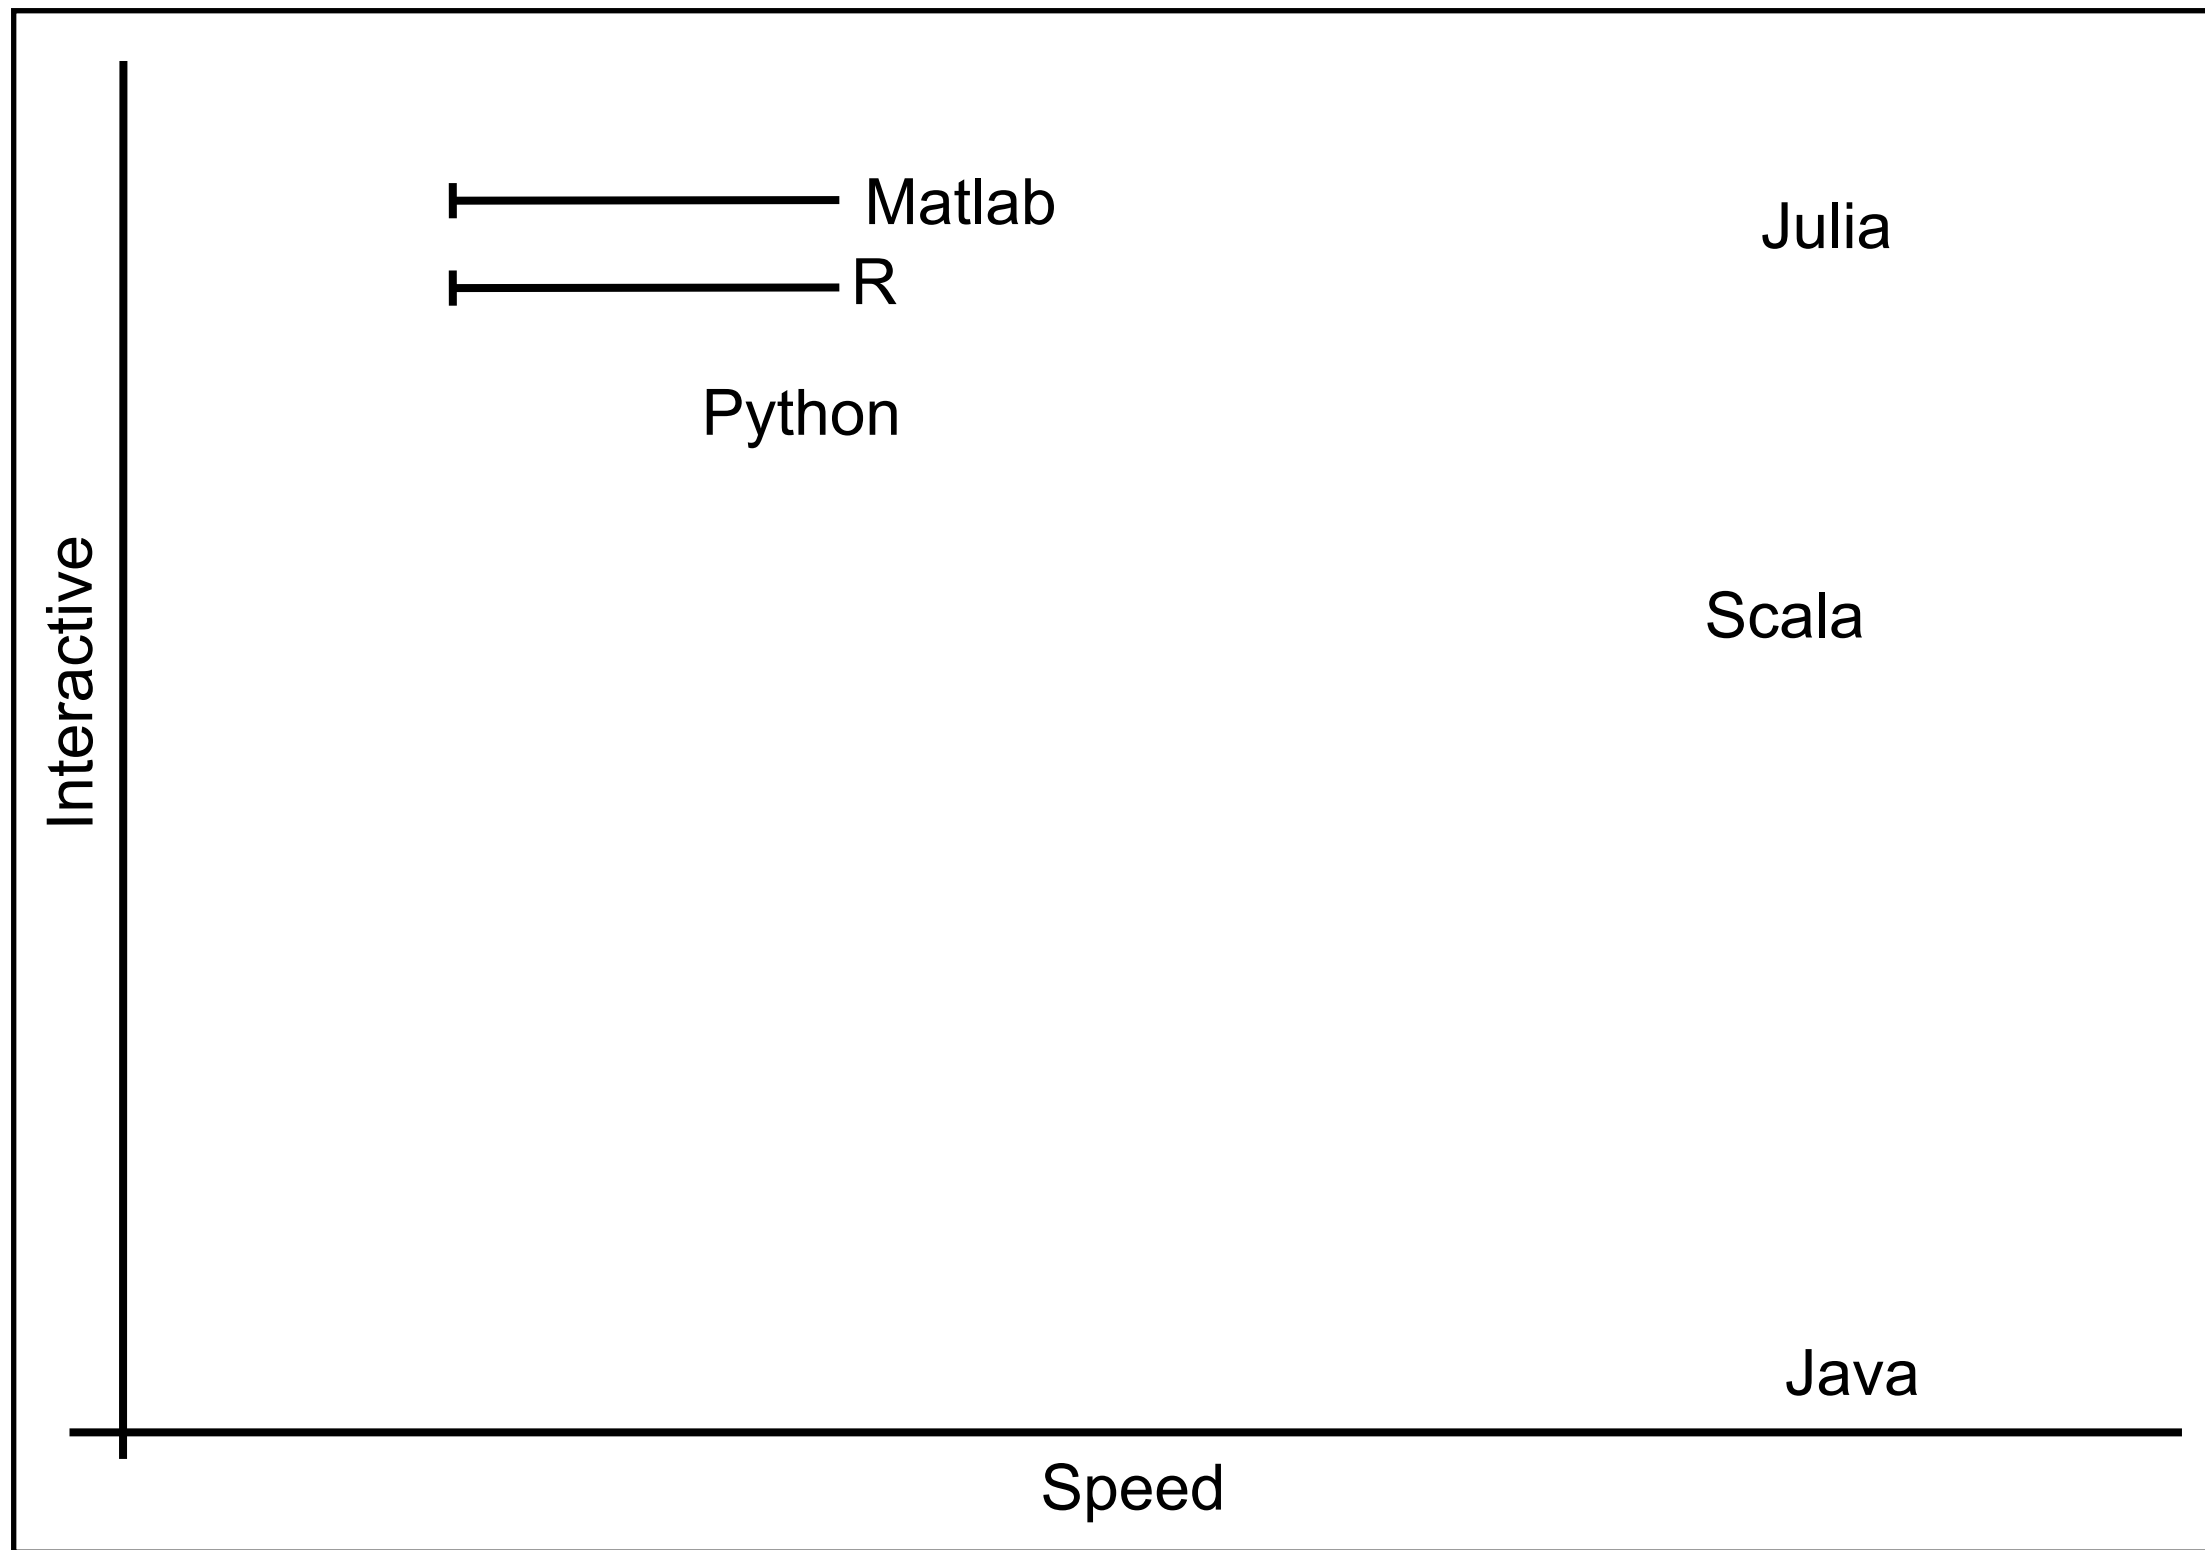 Matlab
Julia
R
Python
Interactive
Scala
Java
Speed